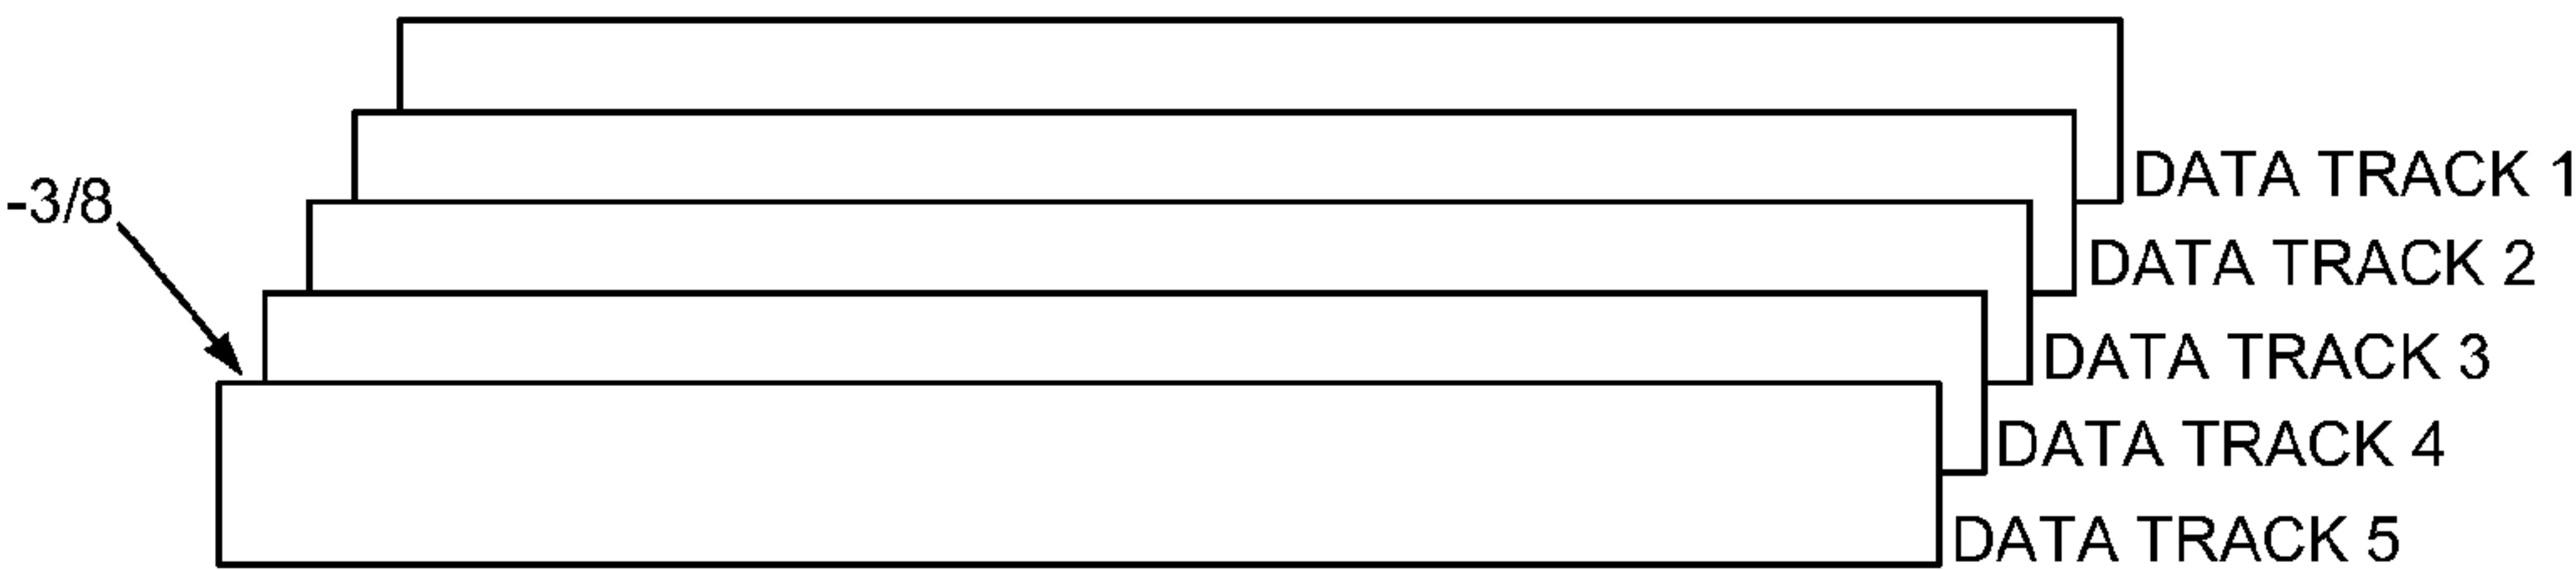 DATA TRACK 1
-3/8
DATA TRACK 2
DATA TRACK 3
DATA TRACK 4
DATA TRACK 5